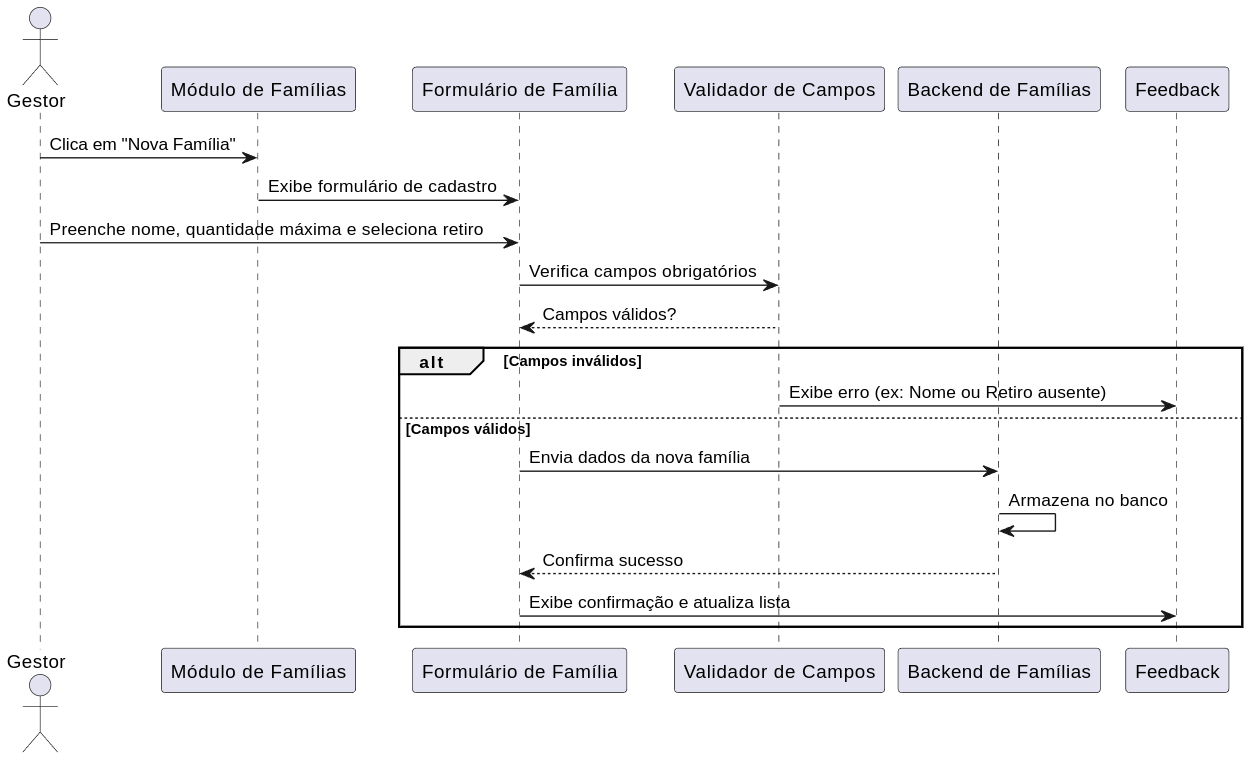 Gestor
Módulo de Famílias
Formulário de Família
Validador de Campos
Backend de Famílias
Feedback
Clica em "Nova Família"
Exibe formulário de cadastro
Preenche nome, quantidade máxima e seleciona retiro
Verifica campos obrigatórios
Campos válidos?
alt
[Campos inválidos]
Exibe erro (ex: Nome ou Retiro ausente)
[Campos válidos]
Envia dados da nova família
Armazena no banco
Confirma sucesso
Exibe confirmação e atualiza lista
Gestor
Módulo de Famílias
Formulário de Família
Validador de Campos
Backend de Famílias
Feedback